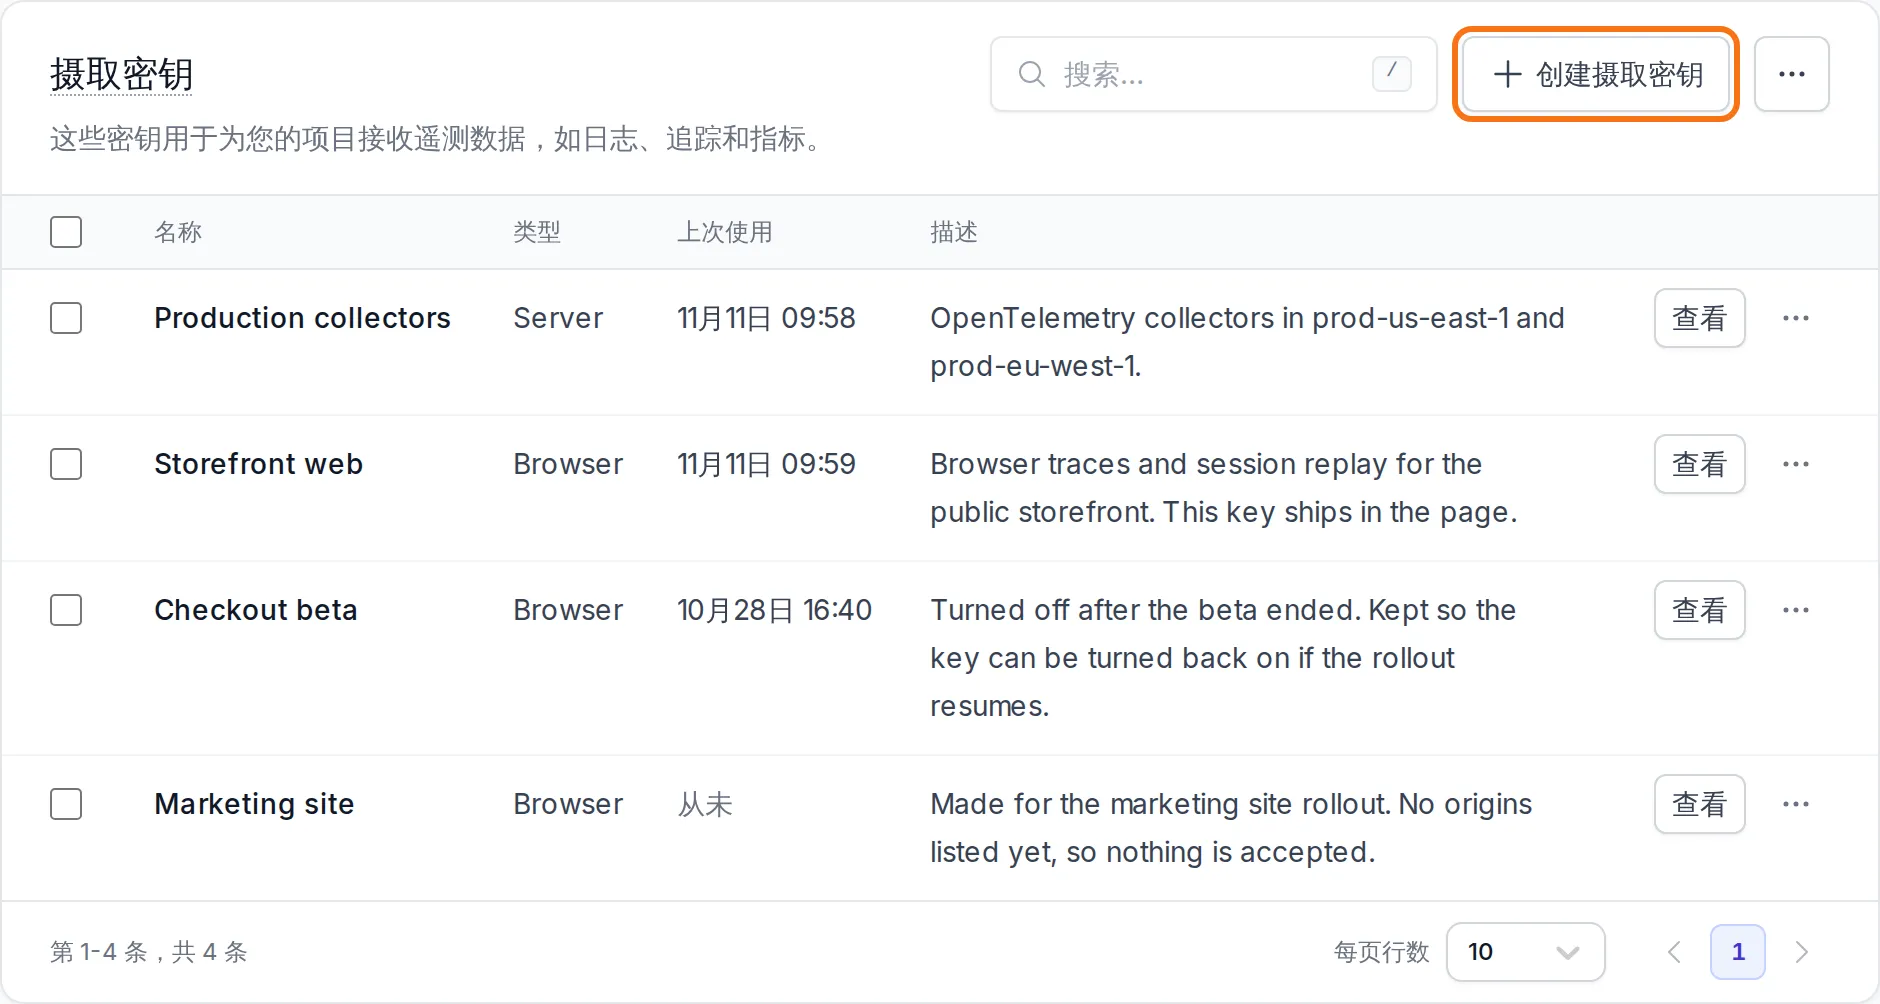 摄取密钥
搜索...
/
创建摄取密钥
这些密钥用于为您的项目接收遥测数据，如日志、追踪和指标。
名称 类型 上次使用 描述
Production collectors Server 11月11日 09:58 OpenTelemetry collectors in prod-us-east-1 and 查看
prod-eu-west-1.
Storefront web Browser 11月11日 09:59 Browser traces and session replay for the 查看
public storefront. This key ships in the page.
Checkout beta Browser 10月28日 16:40 Turned off after the beta ended. Kept so the 查看
key can be turned back on if the rollout
resumes.
Marketing site Browser 从未 Made for the marketing site rollout. No origins 查看
listed yet, so nothing is accepted.
第 1-4 条，共 4 条 每页行数 10 1